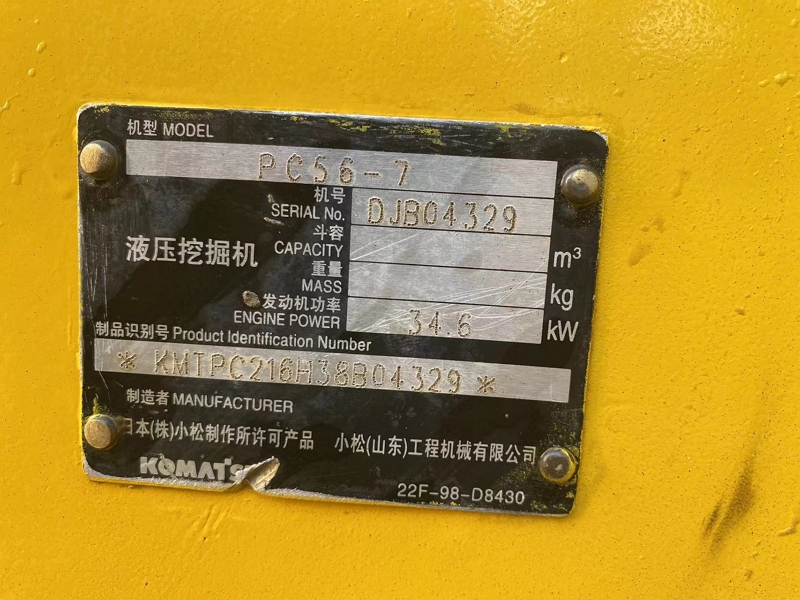 机型 MODEL
PC56-7
机号
SERIAL No.
DJB04329
斗容
CAPACITY
m³
液压挖掘机
重量
MASS
kg
发动机功率
ENGINE POWER
34.6
kW
制品识别号 Product Identification Number
* KMTPC216H38B04329 *
制造者 MANUFACTURER
日本(株)小松制作所许可产品 小松(山东)工程机械有限公司
KOMATS
22F-98-D8430